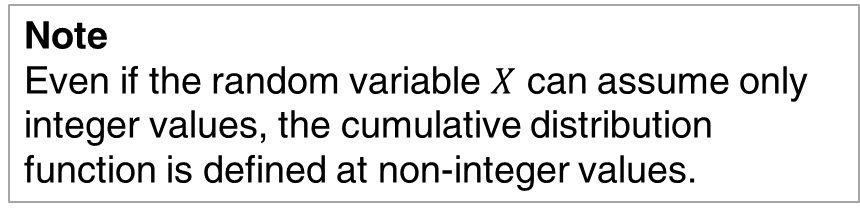 Note
Even if the random variable X can assume only
integer values, the cumulative distribution
function is defined at non-integer values.